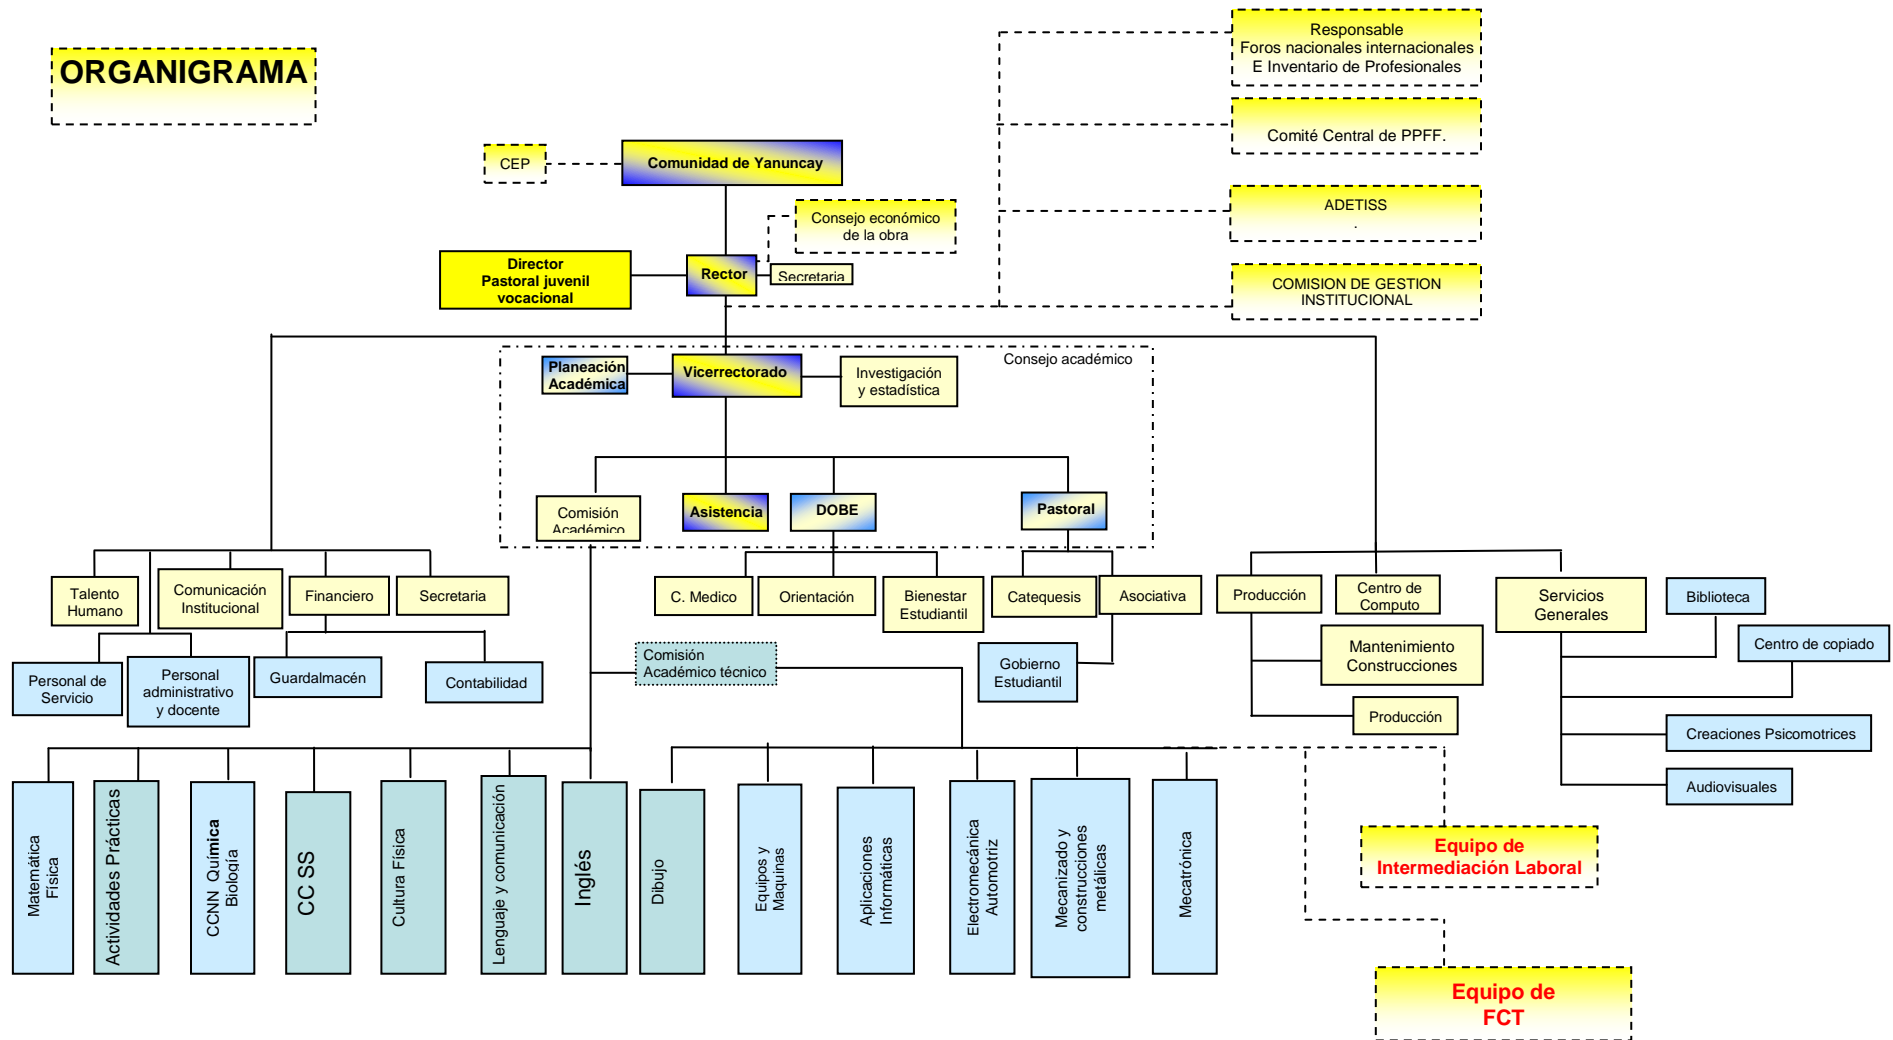 ORGANIGRAMA
Responsable
Foros nacionales internacionales
E Inventario de Profesionales
Comité Central de PPFF.
CEP
Comunidad de Yanuncay
ADETISS
.
Consejo económico
de la obra
Director
Pastoral juvenil
vocacional
Rector
Secretaria
COMISION DE GESTION
INSTITUCIONAL
Consejo académico
Planeación
Académica
Vicerrectorado
Investigación
y estadística
Comisión
Académico
Asistencia
DOBE
Pastoral
Talento
Humano
Comunicación
Institucional
Financiero
Secretaria
C. Medico
Orientación
Bienestar
Estudiantil
Catequesis
Asociativa
Producción
Centro de
Computo
Servicios
Generales
Biblioteca
Centro de copiado
Mantenimiento
Construcciones
Comisión
Académico técnico
Gobierno
Estudiantil
Personal de
Servicio
Personal
administrativo
y docente
Guardalmacén
Contabilidad
Producción
Creaciones Psicomotrices
Audiovisuales
Matemática
Física
Actividades Prácticas
CCNN Química
Biología
CC SS
Cultura Física
Lenguaje y comunicación
Inglés
Dibujo
Equipos y
Maquinas
Aplicaciones
Informáticas
Electromecánica
Automotriz
Mecanizado y
construcciones
metálicas
Mecatrónica
Equipo de
Intermediación Laboral
Equipo de
FCT